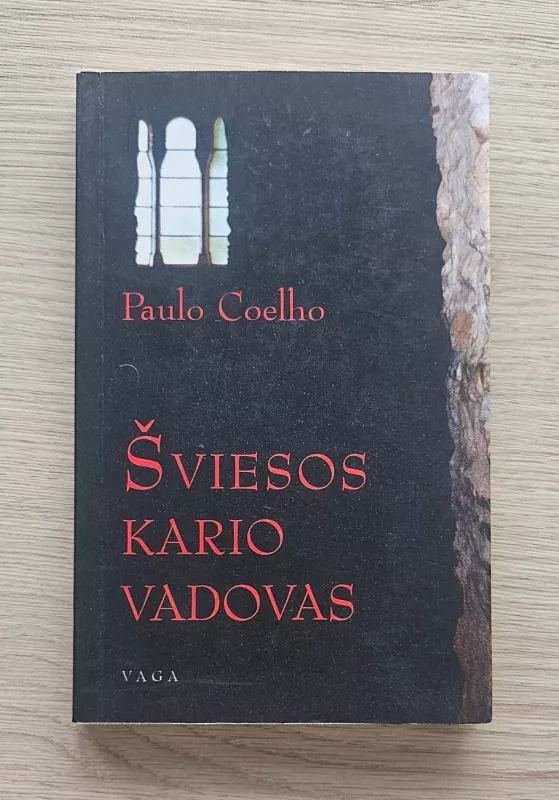 Paulo Coelho
Šviesos
kario
vadovas
VAGA